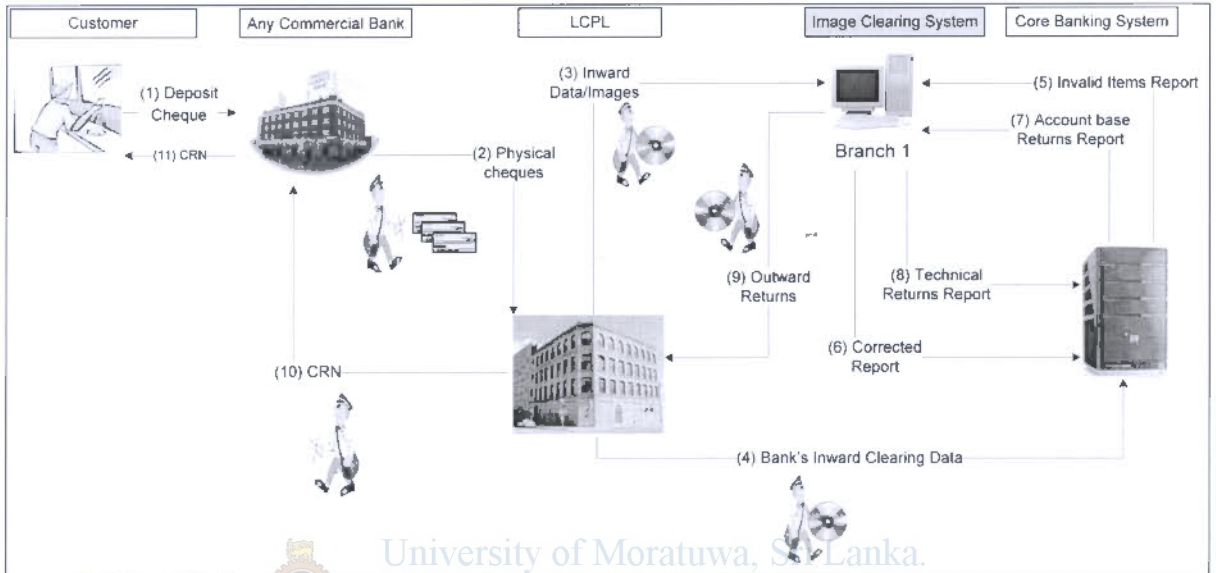 Customer
Any Commercial Bank
LCPL
Image Clearing System
Core Banking System
(1) Deposit
Cheque
(11) CRN
(2) Physical
cheques
(3) Inward
Data/Images
(5) Invalid Items Report
(7) Account base
Returns Report
Branch 1
(9) Outward
Returns
(8) Technical
Returns Report
(6) Corrected
Report
(10) CRN
(4) Bank's Inward Clearing Data
University of Moratuwa, Sri Lanka.